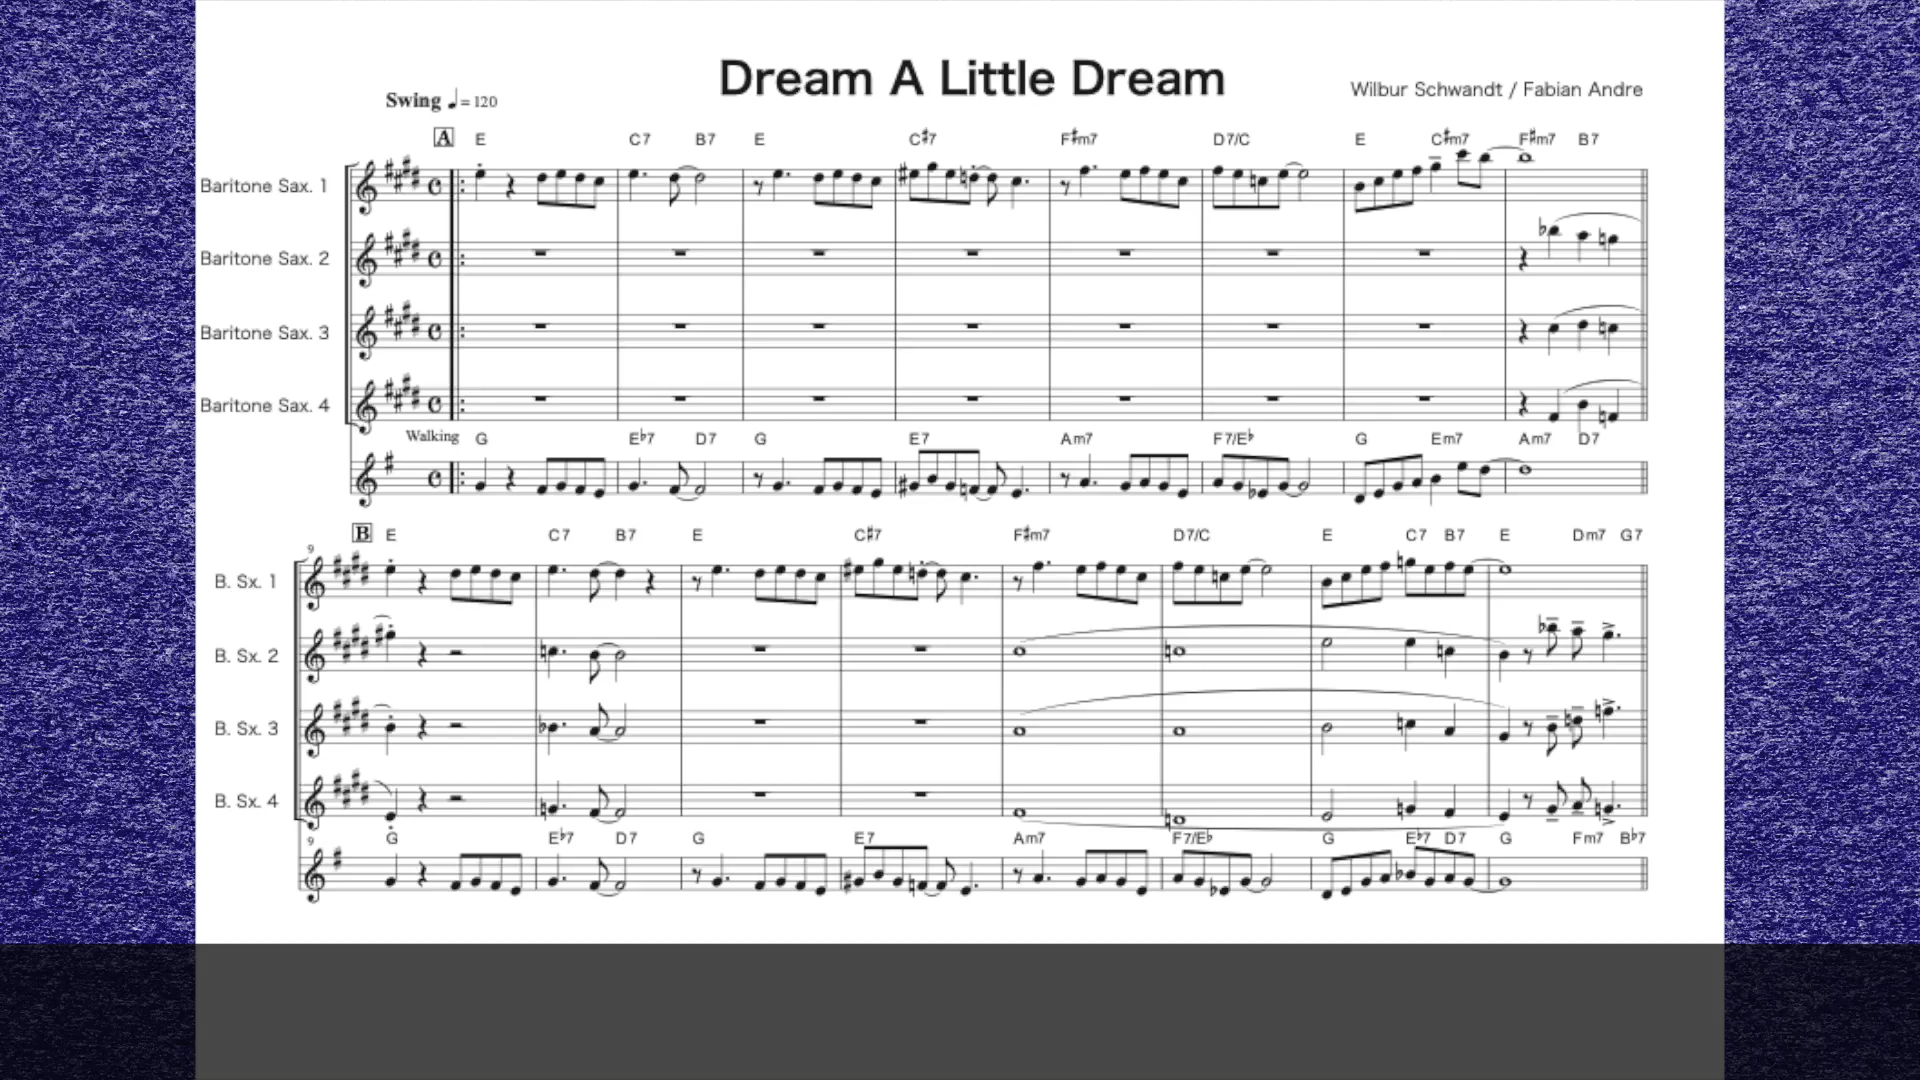 Dream A Little Dream
Wilbur Schwandt / Fabian Andre
Swing ♩= 120
A E C7 B7 E C♯7 F♯m7 D7/C E C♯m7 F♯m7 B7
Baritone Sax. 1
Baritone Sax. 2
Baritone Sax. 3
Baritone Sax. 4
Walking G E♭7 D7 G E7 Am7 F7/E♭ G Em7 Am7 D7
B E C7 B7 E C♯7 F♯m7 D7/C E C7 B7 E Dm7 G7
9
B. Sx. 1
B. Sx. 2
B. Sx. 3
B. Sx. 4
9 G E♭7 D7 G E7 Am7 F7/E♭ G E♭7 D7 G Fm7 B♭7